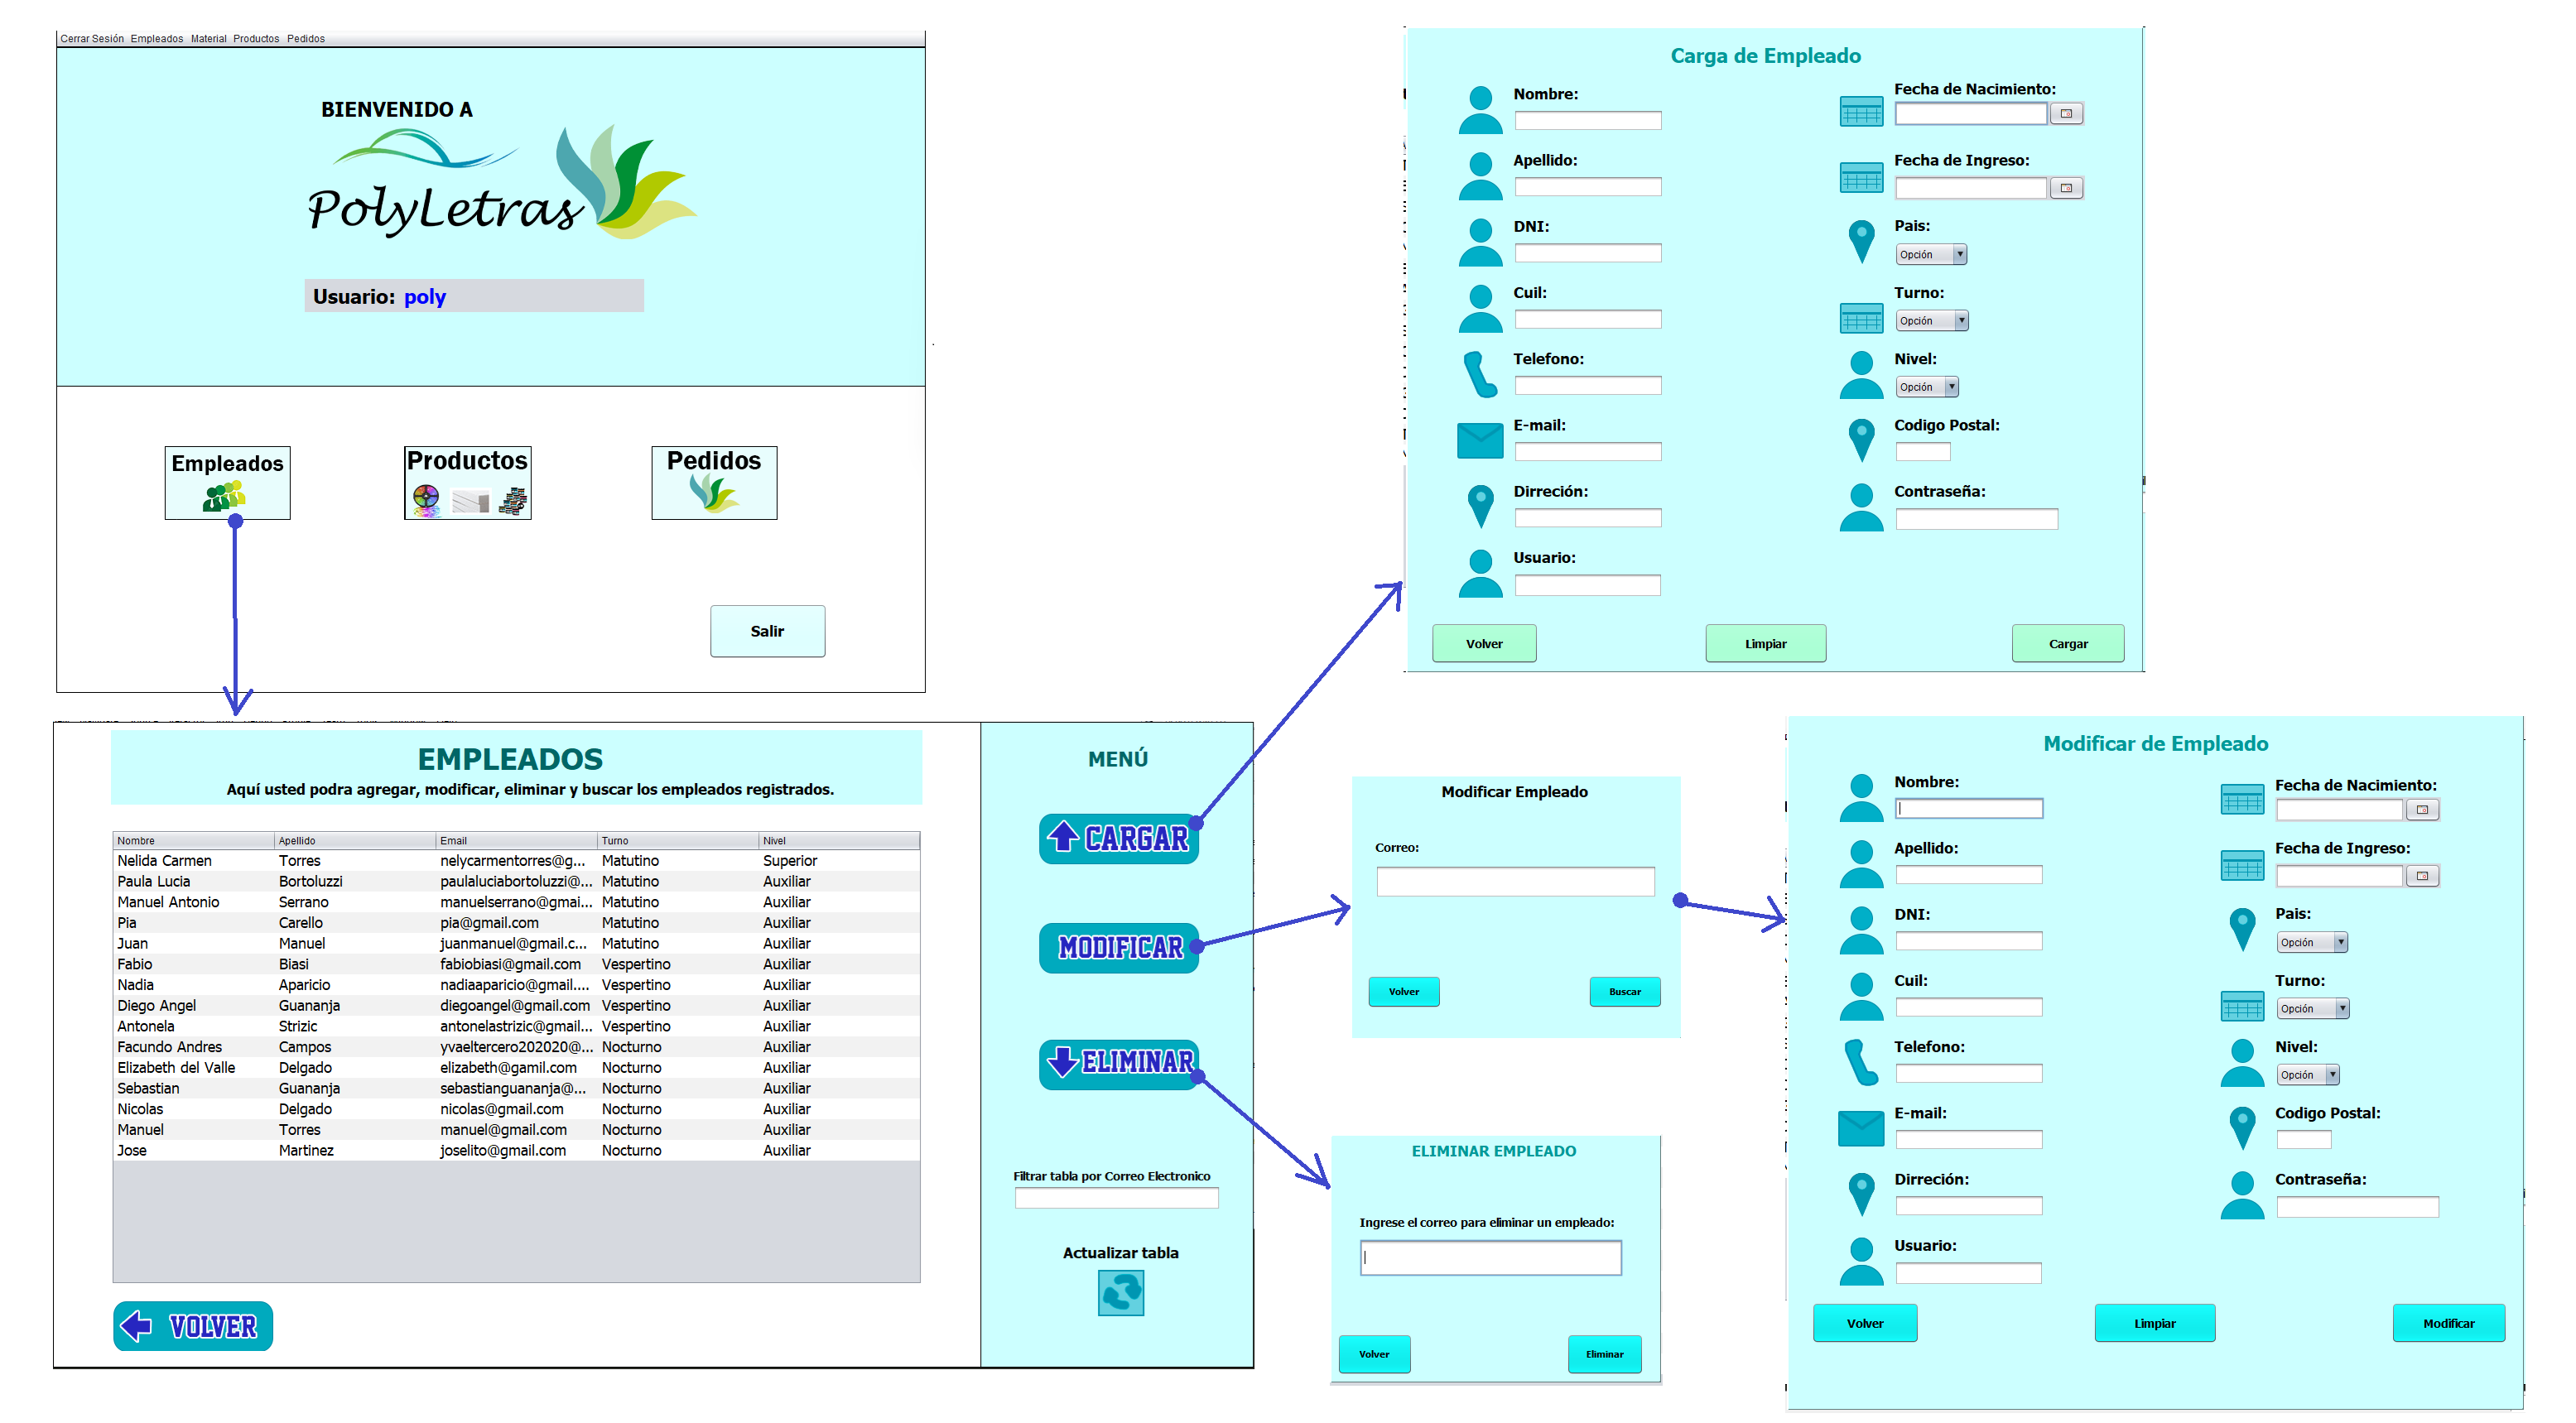 Cerrar Sesión Empleados Material Productos Pedidos
BIENVENIDO A
PolyLetras
Usuario: poly
Empleados
Productos
Pedidos
Salir
Carga de Empleado
Nombre:
Fecha de Nacimiento:
Apellido:
Fecha de Ingreso:
DNI:
Pais:
Opción
Cuil:
Turno:
Opción
Telefono:
Nivel:
Opción
E-mail:
Codigo Postal:
Dirreción:
Contraseña:
Usuario:
Volver Limpiar Cargar
EMPLEADOS
Aquí usted podra agregar, modificar, eliminar y buscar los empleados registrados.
Nombre Apellido Email Turno Nivel
Nelida Carmen Torres nelycarmentorres@g... Matutino Superior
Paula Lucia Bortoluzzi paulaluciabortoluzzi@... Matutino Auxiliar
Manuel Antonio Serrano manuelserrano@gmai... Matutino Auxiliar
Pia Carello pia@gmail.com Matutino Auxiliar
Juan Manuel juanmanuel@gmail.c... Matutino Auxiliar
Fabio Biasi fabiobiasi@gmail.com Vespertino Auxiliar
Nadia Aparicio nadiaaparicio@gmail.... Vespertino Auxiliar
Diego Angel Guananja diegoangel@gmail.com Vespertino Auxiliar
Antonela Strizic antonelastrizic@gmail... Vespertino Auxiliar
Facundo Andres Campos yvaeltercero202020@... Nocturno Auxiliar
Elizabeth del Valle Delgado elizabeth@gamil.com Nocturno Auxiliar
Sebastian Guananja sebastianguananja@... Nocturno Auxiliar
Nicolas Delgado nicolas@gmail.com Nocturno Auxiliar
Manuel Torres manuel@gmail.com Nocturno Auxiliar
Jose Martinez joselito@gmail.com Nocturno Auxiliar
VOLVER
MENÚ
CARGAR
MODIFICAR
ELIMINAR
Filtrar tabla por Correo Electronico
Actualizar tabla
Modificar Empleado
Correo:
Volver Buscar
ELIMINAR EMPLEADO
Ingrese el correo para eliminar un empleado:
Volver Eliminar
Modificar de Empleado
Nombre:
Fecha de Nacimiento:
Apellido:
Fecha de Ingreso:
DNI:
Pais:
Opción
Cuil:
Turno:
Opción
Telefono:
Nivel:
Opción
E-mail:
Codigo Postal:
Dirreción:
Contraseña:
Usuario:
Volver Limpiar Modificar